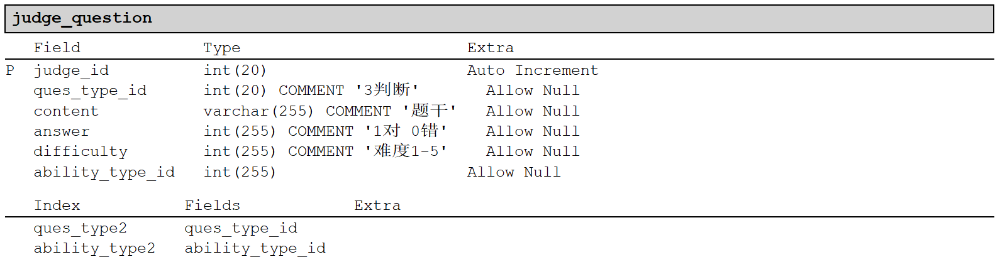 judge_question
Field Type Extra
P judge_id int(20) Auto Increment
ques_type_id int(20) COMMENT '3判断' Allow Null
content varchar(255) COMMENT '题干' Allow Null
answer int(255) COMMENT '1对 0错' Allow Null
difficulty int(255) COMMENT '难度1-5' Allow Null
ability_type_id int(255) Allow Null
Index Fields Extra
ques_type2 ques_type_id
ability_type2 ability_type_id